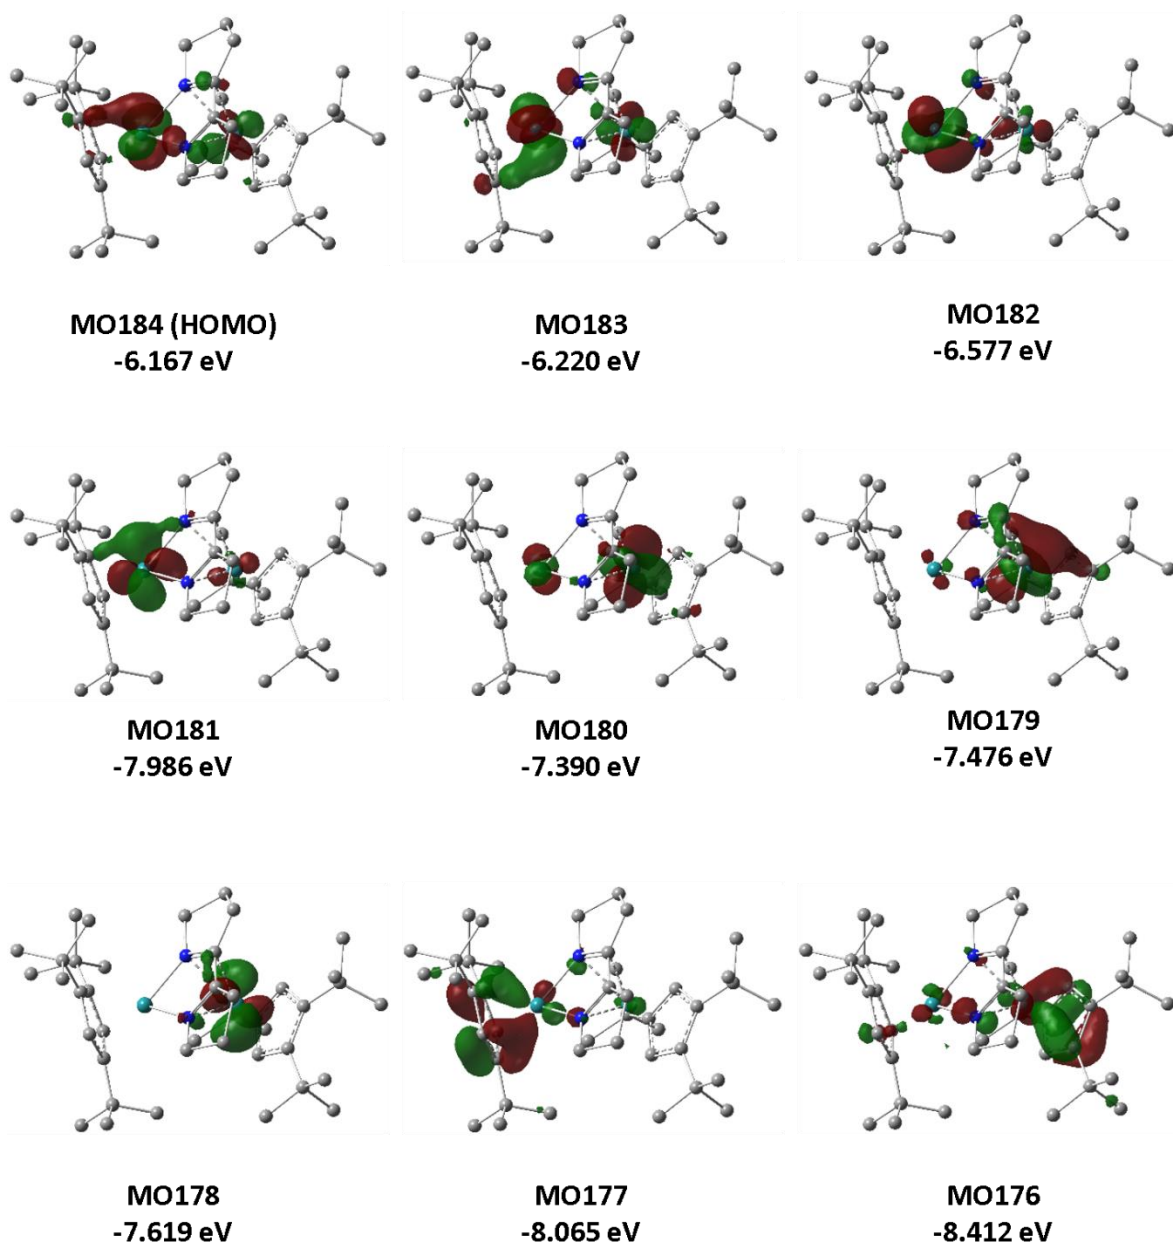 MO184 (HOMO)
-6.167 eV
MO183
-6.220 eV
MO182
-6.577 eV
MO181
-7.986 eV
MO180
-7.390 eV
MO179
-7.476 eV
MO178
-7.619 eV
MO177
-8.065 eV
MO176
-8.412 eV